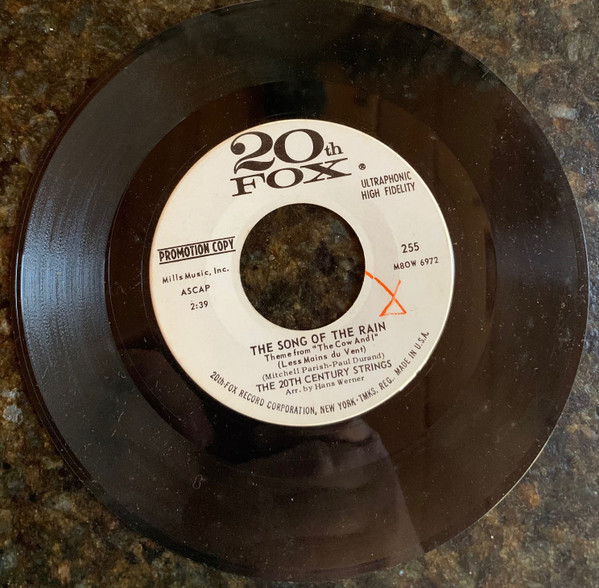 20th
FOX ®
ULTRAPHONIC
HIGH FIDELITY
PROMOTION COPY
Mills Music, Inc.
ASCAP
2:39
255
M80W 6972
X
THE SONG OF THE RAIN
Theme from "The Cow And I"
(Less Mains du Vent)
(Mitchell Parish-Paul Durand)
THE 20TH CENTURY STRINGS
Arr. by Hans Werner
20th-FOX RECORD CORPORATION, NEW YORK-TMKS. REG. MADE IN U.S.A.